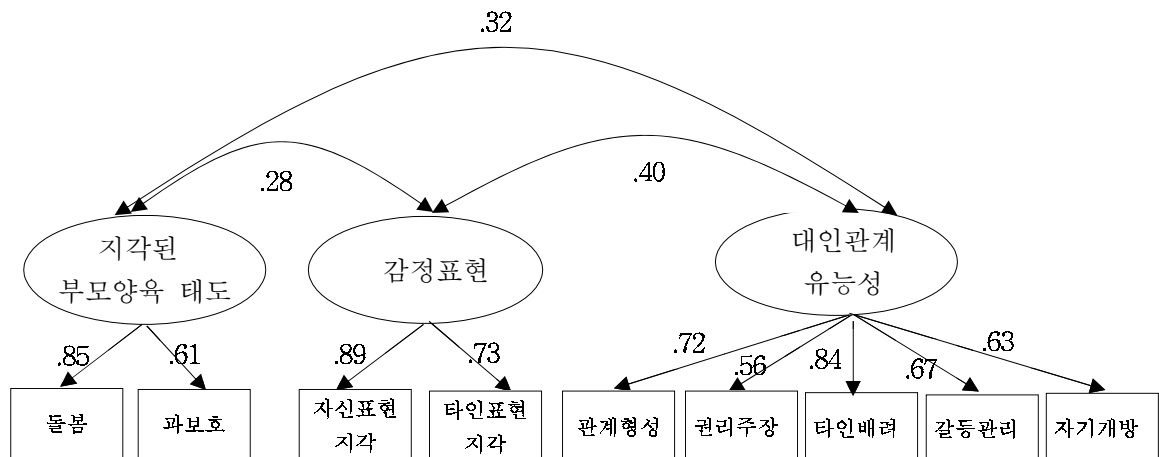 .32
.28
.40
지각된
부모양육 태도
감정표현
대인관계
유능성
.85
.61
.89
.73
.72
.56
.84
.67
.63
돌봄
과보호
자신표현
지각
타인표현
지각
관계형성
권리주장
타인배려
갈등관리
자기개방